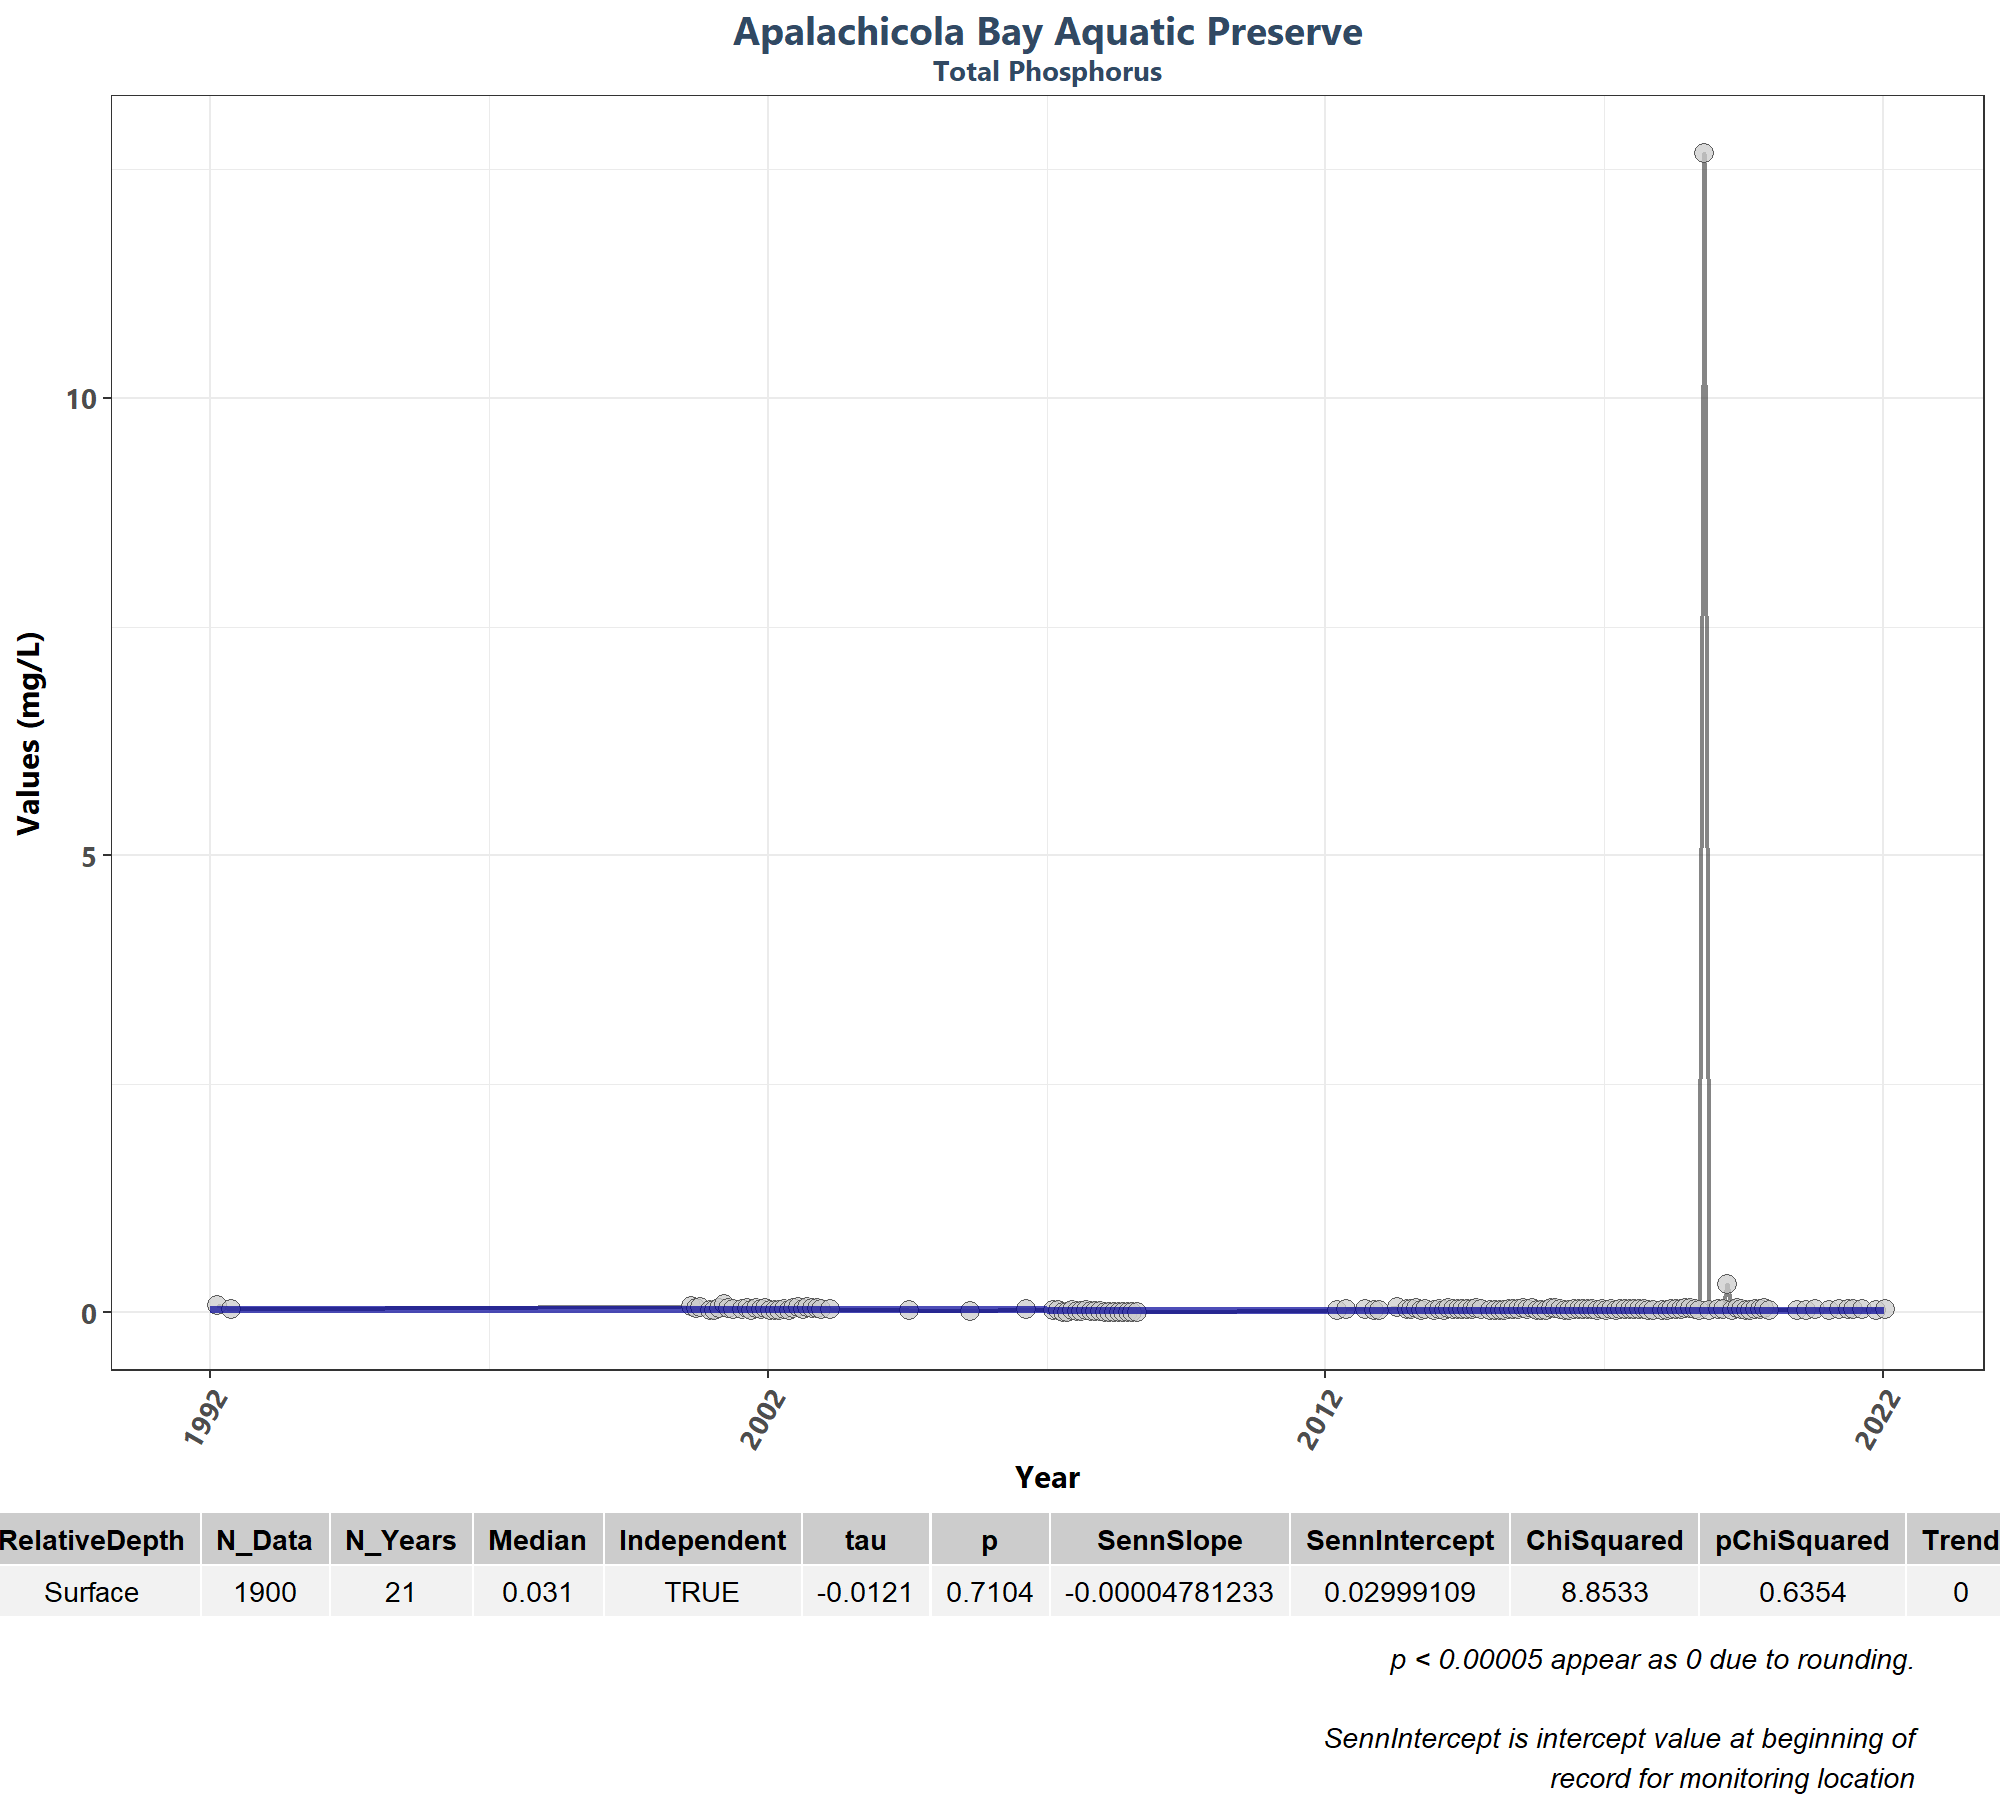 Apalachicola Bay Aquatic Preserve
Total Phosphorus
Values (mg/L)
10
5
0
1992
2002
2012
2022
Year
RelativeDepth N_Data N_Years Median Independent tau p SennSlope SennIntercept ChiSquared pChiSquared Trend
Surface 1900 21 0.031 TRUE -0.0121 0.7104 -0.00004781233 0.02999109 8.8533 0.6354 0
p < 0.00005 appear as 0 due to rounding.
SennIntercept is intercept value at beginning of
record for monitoring location